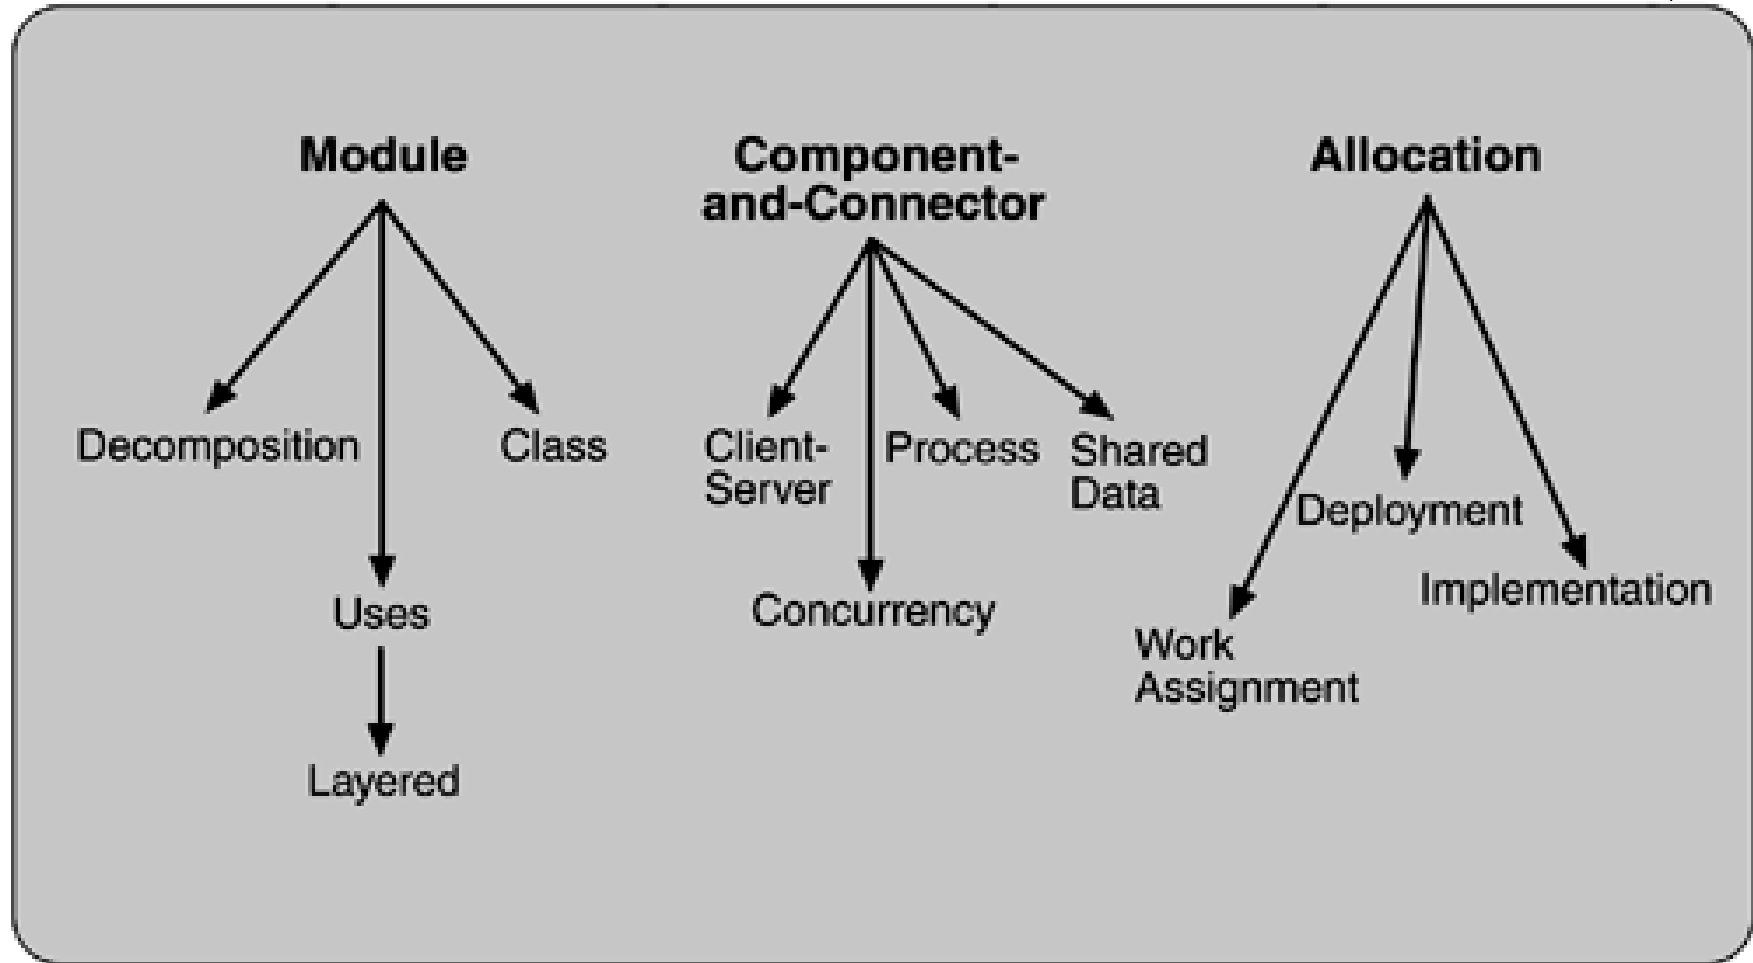 Module
Component-
and-Connector
Allocation
Decomposition
Class
Client-
Server
Process
Shared
Data
Deployment
Implementation
Uses
Concurrency
Work
Assignment
Layered